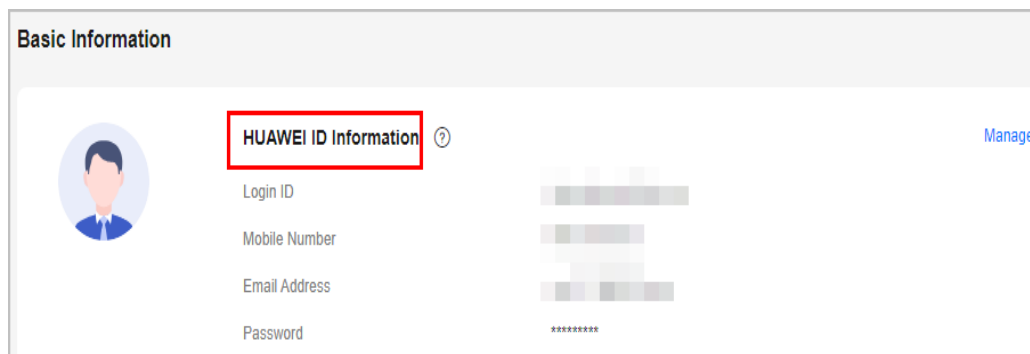 Basic Information
HUAWEI ID Information ?
Manage
Login ID
Mobile Number
Email Address
Password *********